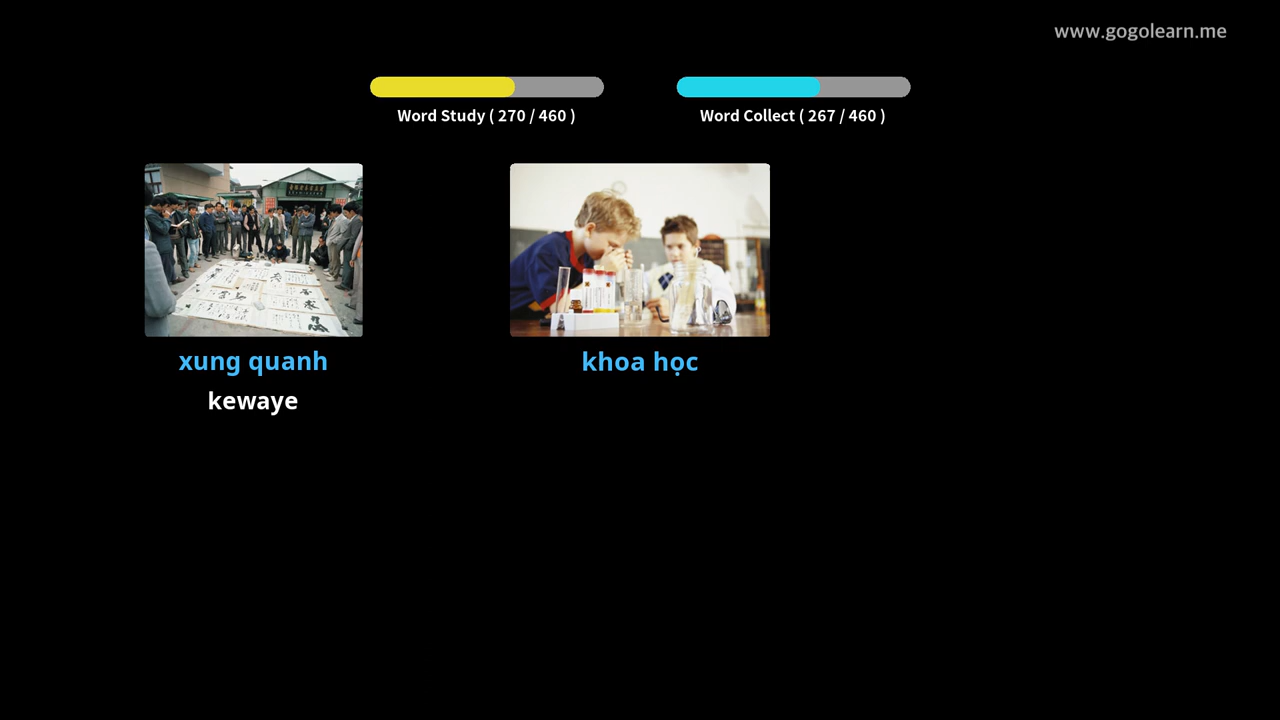 www.gogolearn.me
Word Study ( 270 / 460 )
Word Collect ( 267 / 460 )
xung quanh
kewaye
khoa học